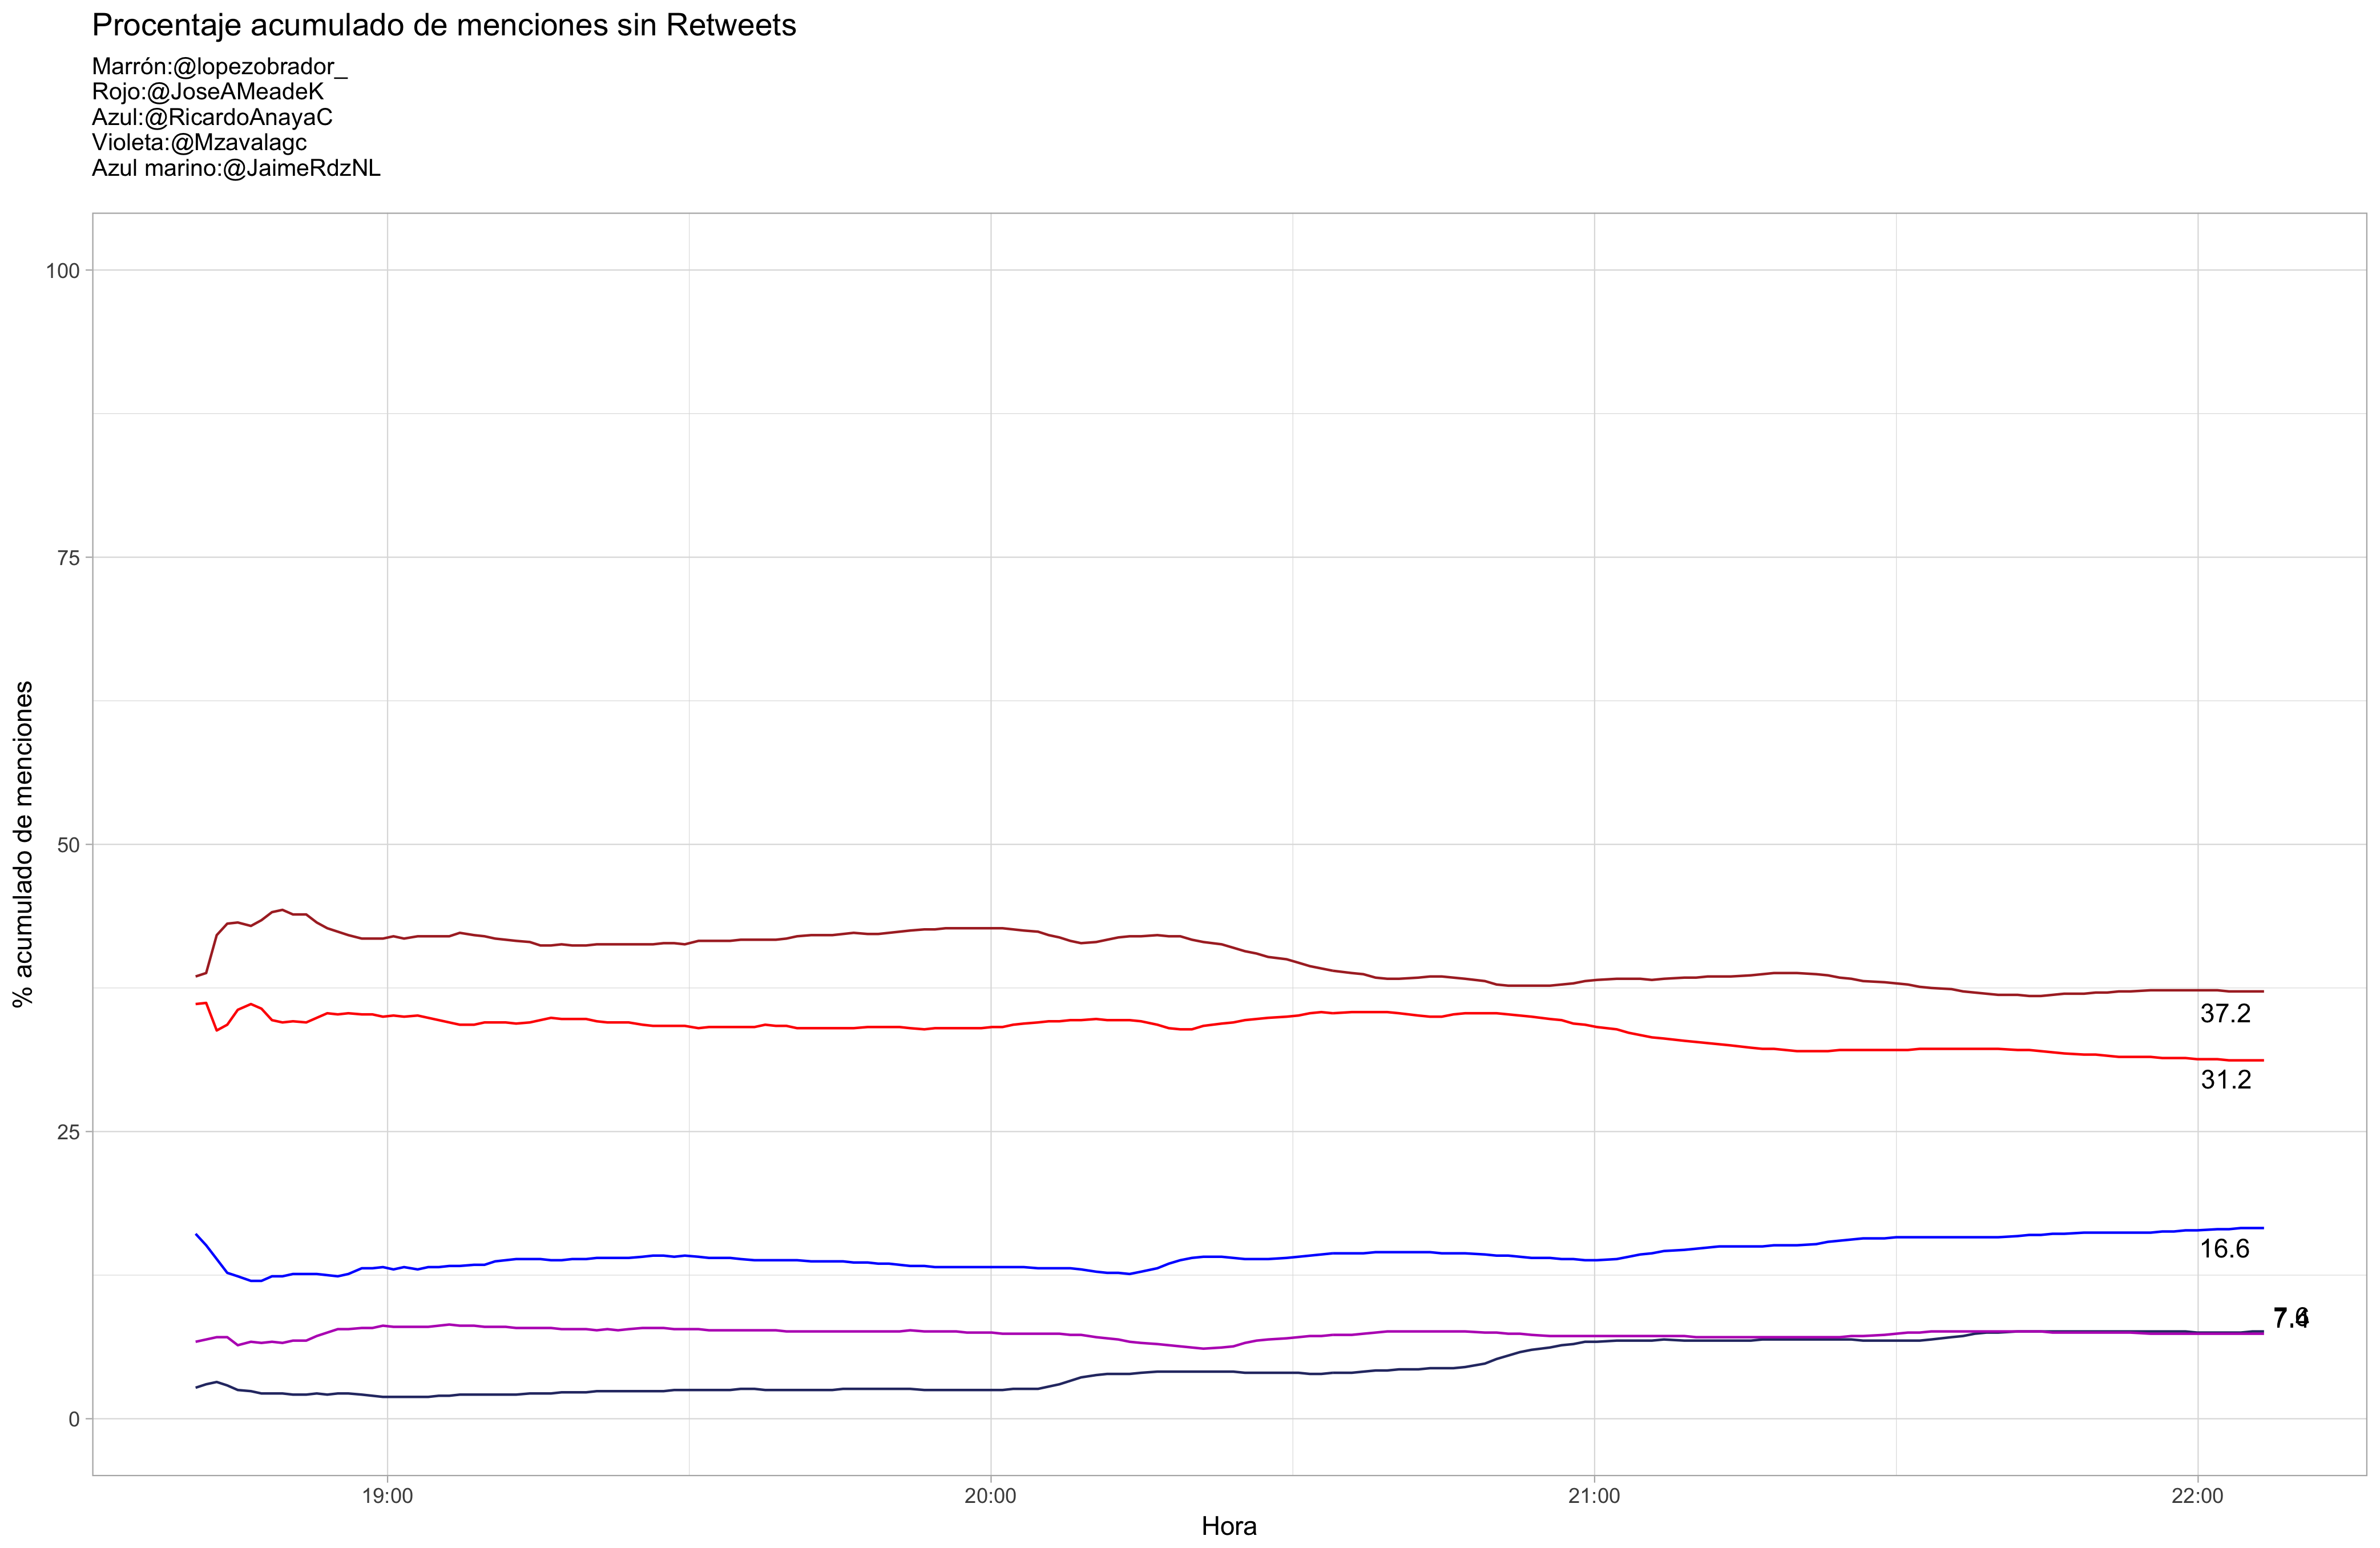 Procentaje acumulado de menciones sin Retweets
Marrón:@lopezobrador_
Rojo:@JoseAMeadeK
Azul:@RicardoAnayaC
Violeta:@Mzavalagc
Azul marino:@JaimeRdzNL
% acumulado de menciones
100
75
50
25
0
37.2
31.2
16.6
19:00
20:00
21:00
22:00
Hora